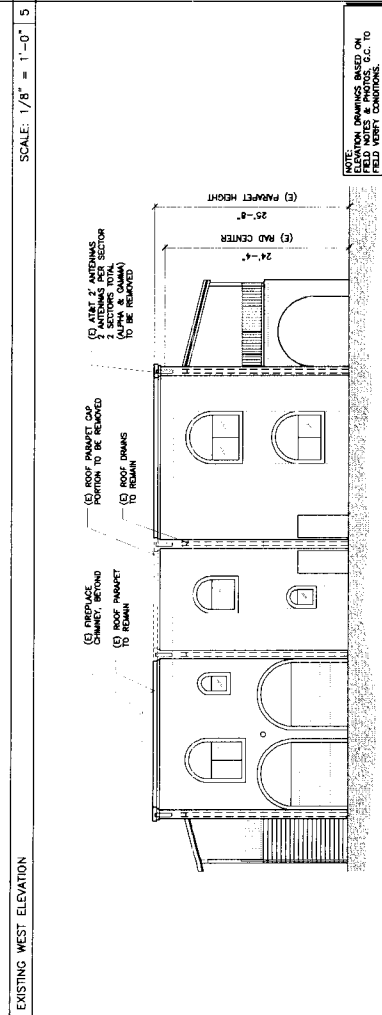 EXISTING WEST ELEVATION
SCALE: 1/8" = 1'-0"
5
(E) FIREPLACE
CHIMNEY, BEYOND
(E) ROOF PARAPET
TO REMAIN
(E) ROOF PARAPET CAP
PORTION TO BE REMOVED
(E) ROOF DRAINS
TO REMAIN
(E) AT&T 2' ANTENNAS
2 ANTENNAS PER SECTOR
2 SECTORS TOTAL
(ALPHA & GAMMA)
TO BE REMOVED
24'-4"
(E) RAD CENTER
25'-8"
(E) PARAPET HEIGHT
NOTE:
ELEVATION DRAWINGS BASED ON
FIELD NOTES & PHOTOS, G.C. TO
FIELD VERIFY CONDITIONS.